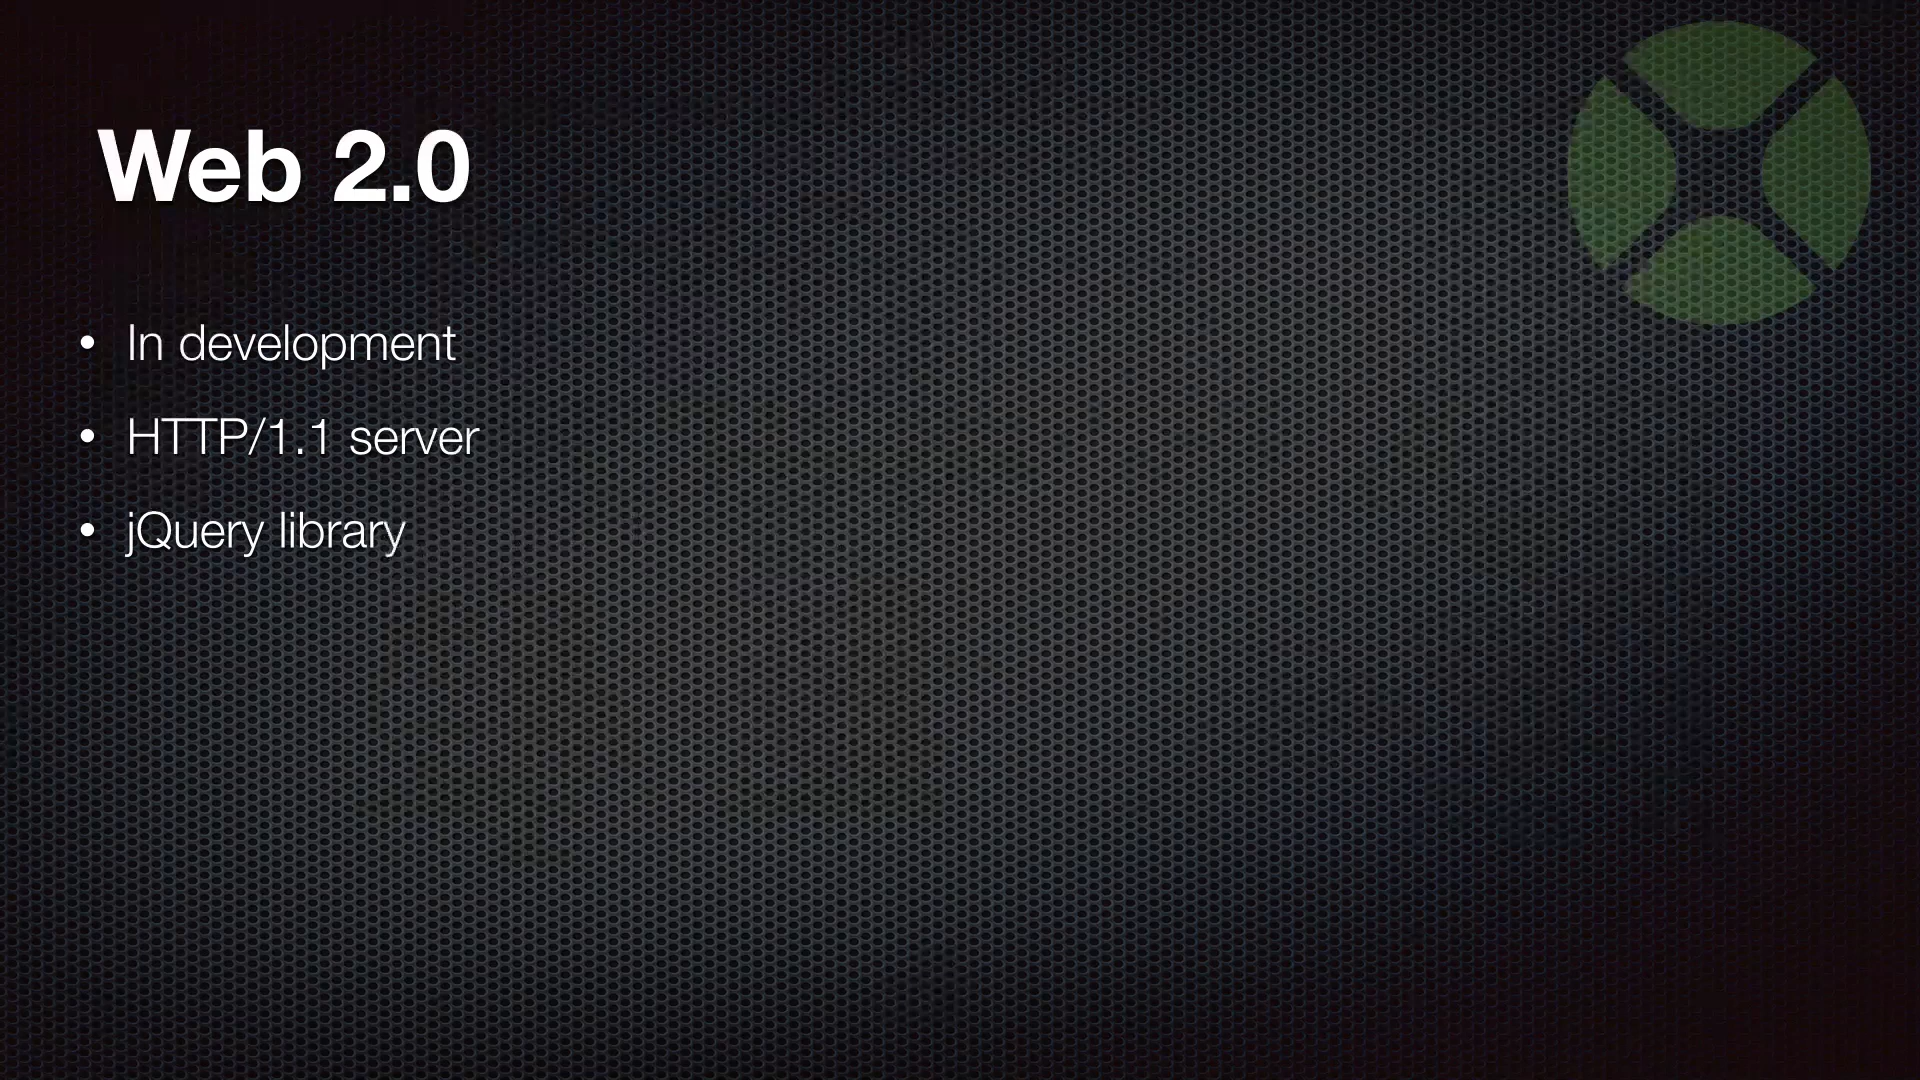 Web 2.0
• In development
• HTTP/1.1 server
• jQuery library